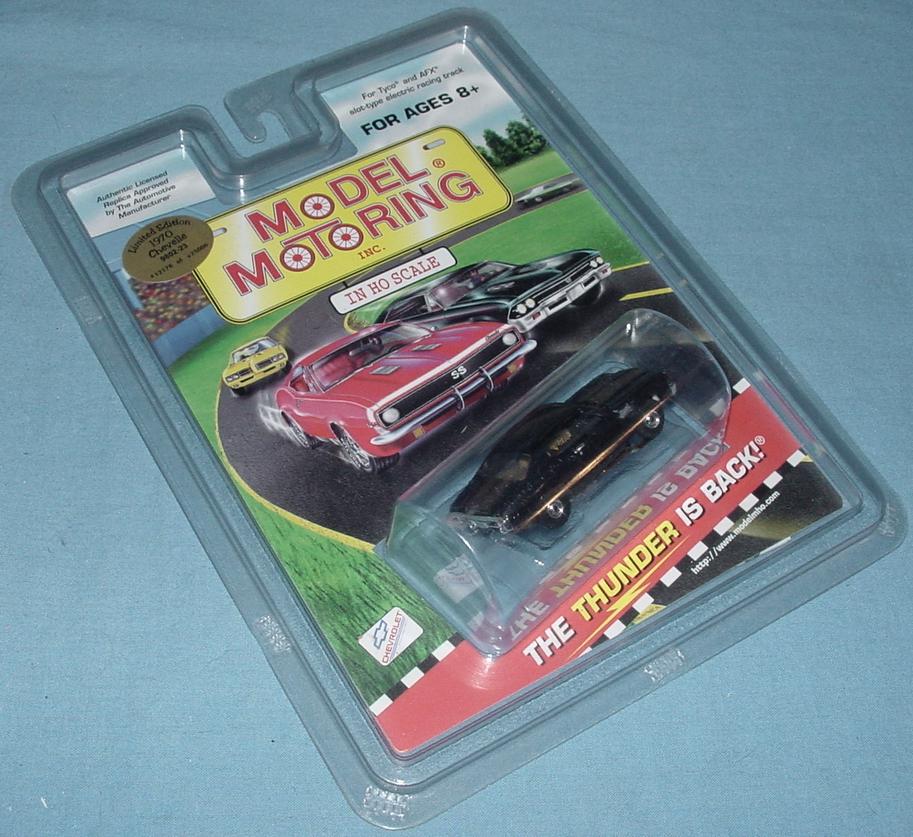 For Tyco® and AFX®
slot-type electric racing track
FOR AGES 8+
Authentic Licensed
Replica Approved
by The Automotive
Manufacturer
Limited Edition
1970
Chevelle
9802-23
MODEL
MOTORING®
INC.
IN HO SCALE
SS
THE THUNDER IS BACK!®
http://www.modelmho.com
CHEVROLET